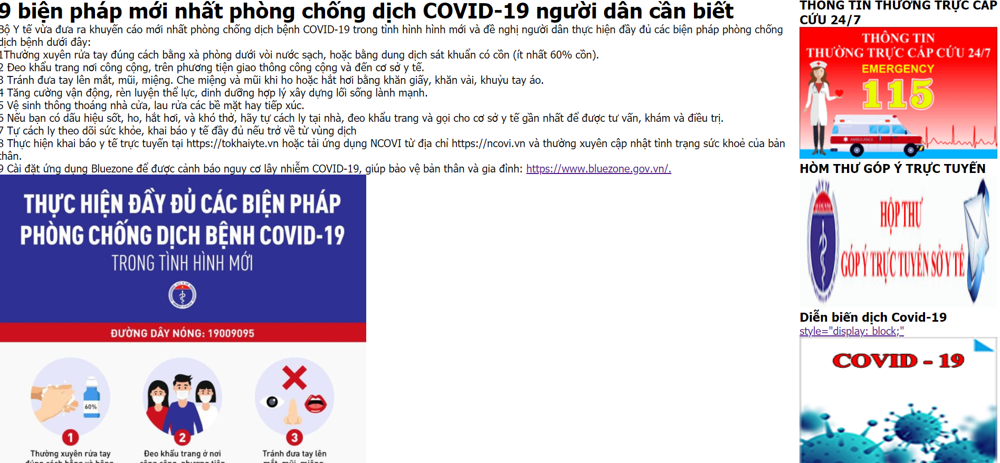 9 biện pháp mới nhất phòng chống dịch COVID-19 người dân cần biết
Bộ Y tế vừa đưa ra khuyến cáo mới nhất phòng chống dịch bệnh COVID-19 trong tình hình hình mới và đề nghị người dân thực hiện đầy đủ các biện pháp phòng chống
dịch bệnh dưới đây:
1Thường xuyên rửa tay đúng cách bằng xà phòng dưới vòi nước sạch, hoặc bằng dung dịch sát khuẩn có cồn (ít nhất 60% cồn).
2 Đeo khẩu trang nơi công cộng, trên phương tiện giao thông công cộng và đến cơ sở y tế.
3 Tránh đưa tay lên mắt, mũi, miệng. Che miệng và mũi khi ho hoặc hắt hơi bằng khăn giấy, khăn vải, khuỷu tay áo.
4 Tăng cường vận động, rèn luyện thể lực, dinh dưỡng hợp lý xây dựng lối sống lành mạnh.
5 Vệ sinh thông thoáng nhà cửa, lau rửa các bề mặt hay tiếp xúc.
6 Nếu bạn có dấu hiệu sốt, ho, hắt hơi, và khó thở, hãy tự cách ly tại nhà, đeo khẩu trang và gọi cho cơ sở y tế gần nhất để được tư vấn, khám và điều trị.
7 Tự cách ly theo dõi sức khỏe, khai báo y tế đầy đủ nếu trở về từ vùng dịch
8 Thực hiện khai báo y tế trực tuyến tại https://tokhaiyte.vn hoặc tải ứng dụng NCOVI từ địa chỉ https://ncovi.vn và thường xuyên cập nhật tình trạng sức khoẻ của bản
thân.
9 Cài đặt ứng dụng Bluezone để được cảnh báo nguy cơ lây nhiễm COVID-19, giúp bảo vệ bản thân và gia đình: https://www.bluezone.gov.vn/.
THỰC HIỆN ĐẦY ĐỦ CÁC BIỆN PHÁP
PHÒNG CHỐNG DỊCH BỆNH COVID-19
TRONG TÌNH HÌNH MỚI
ĐƯỜNG DÂY NÓNG: 19009095
60%
1
2
3
Thường xuyên rửa tay
đúng cách bằng xà phòng
Đeo khẩu trang ở nơi
công cộng, phương tiện
Tránh đưa tay lên
mắt, mũi, miệng.
THÔNG TIN THƯỜNG TRỰC CẤP
CỨU 24/7
THÔNG TIN
THƯỜNG TRỰC CẤP CỨU 24/7
EMERGENCY
115
AMBULANCE
HÒM THƯ GÓP Ý TRỰC TUYẾN
SỞ Y TẾ
HỘP THƯ
GÓP Ý TRỰC TUYẾN SỞ Y TẾ
Diễn biến dịch Covid-19
style="display: block;"
COVID - 19